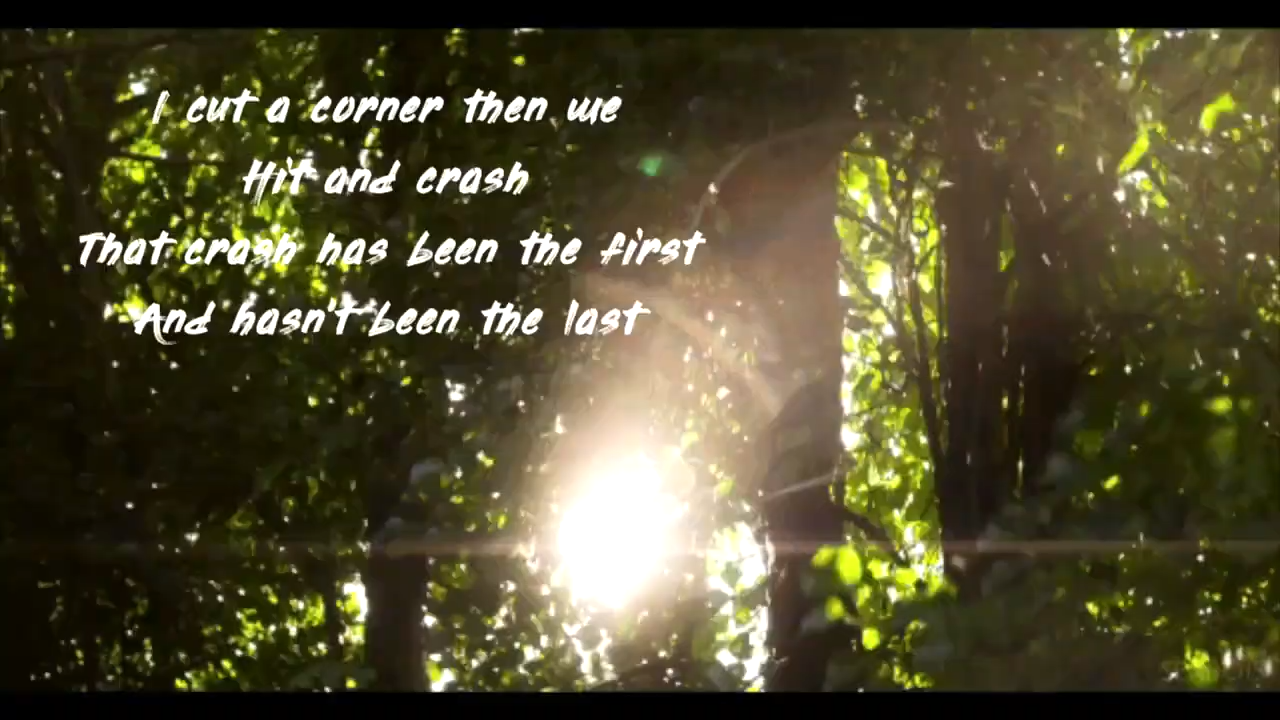 I cut a corner then we
Hit and crash
That crash has been the first
And hasn't been the last